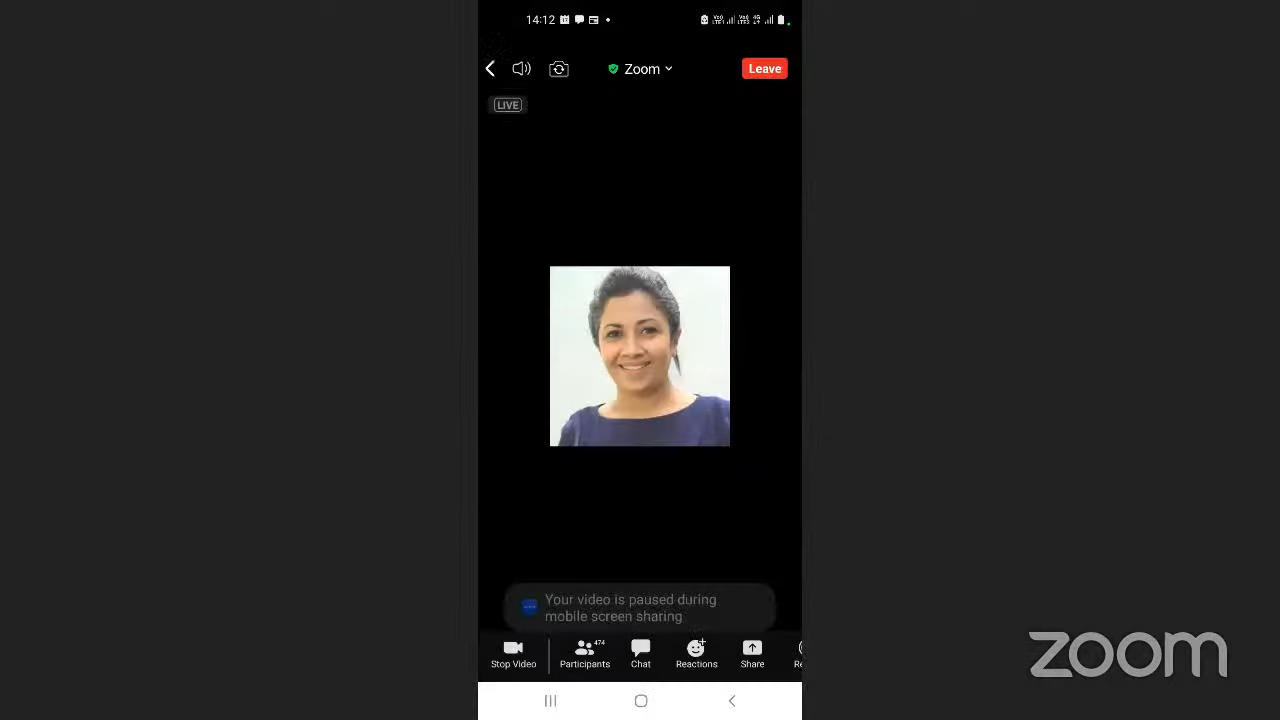 14:12
Zoom
Leave
LIVE
Your video is paused during
mobile screen sharing
474
Stop Video
Participants
Chat
Reactions
Share
Re
zoom